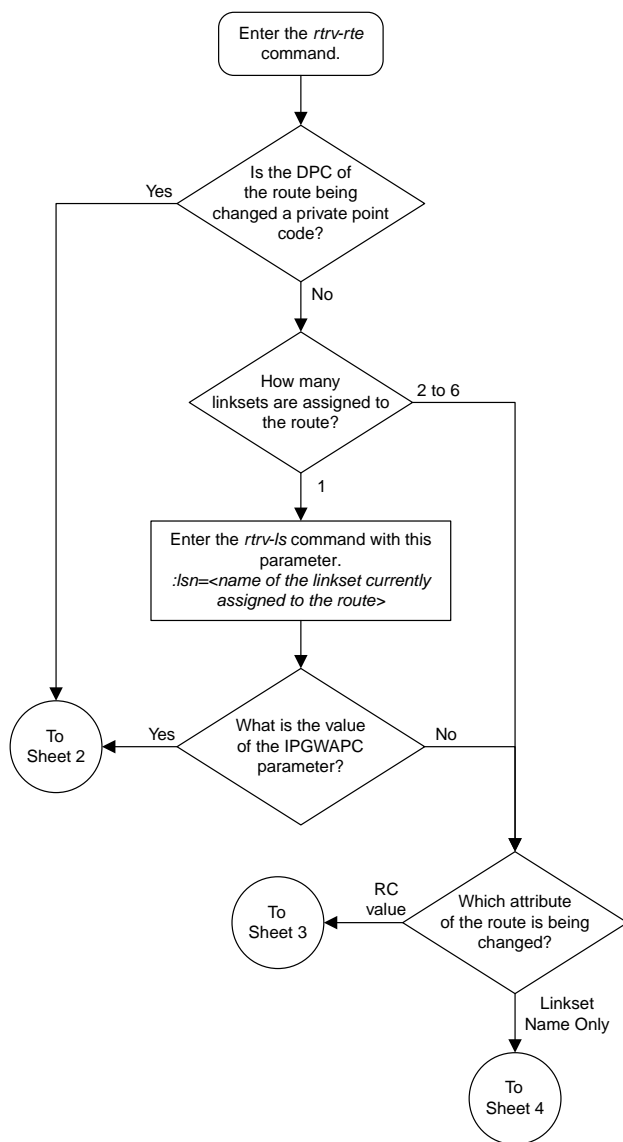 Enter the rtrv-rte
command.
Is the DPC of
the route being
changed a private point
code?
Yes
No
How many
linksets are assigned to
the route?
2 to 6
1
Enter the rtrv-ls command with this
parameter.
:lsn=<name of the linkset currently
assigned to the route>
To
Sheet 2
Yes
What is the value
of the IPGWAPC
parameter?
No
To
Sheet 3
RC
value
Which attribute
of the route is being
changed?
Linkset
Name Only
To
Sheet 4